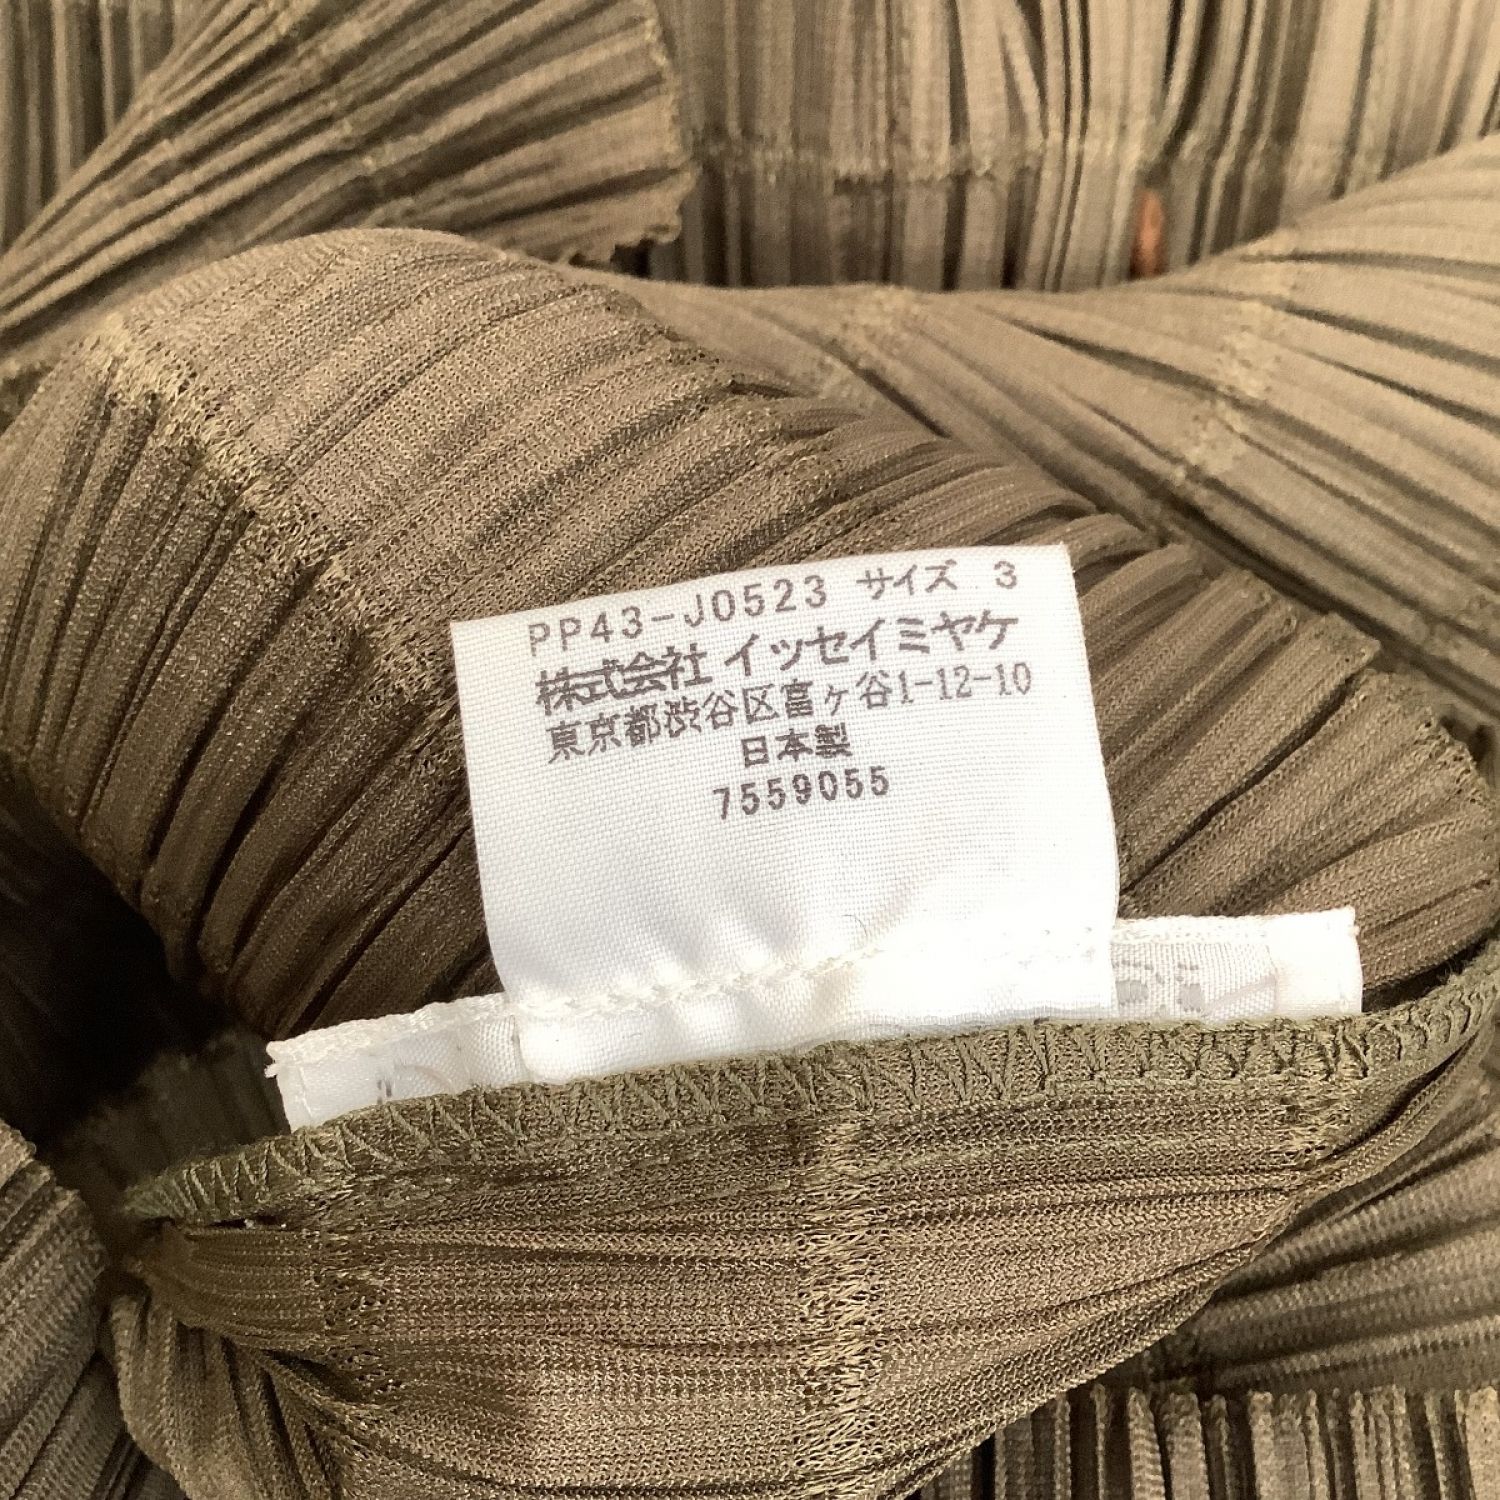 PP43-J0523 サイズ 3
株式会社 イッセイミヤケ
東京都渋谷区富ヶ谷1-12-10
日本製
7559055